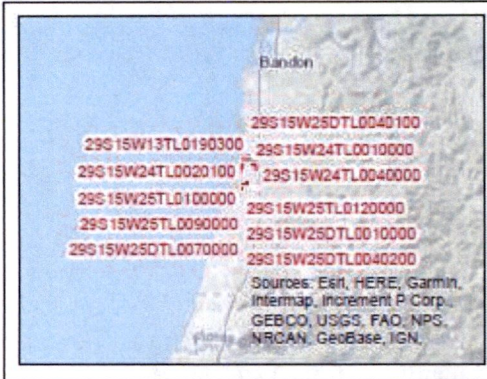 Bandon
29S15W25DTL0040100
29S15W13TL0190300
29S15W24TL0010000
29S15W24TL0020100
29S15W24TL0040000
29S15W25TL0100000
29S15W25TL0120000
29S15W25TL0090000
29S15W25DTL0010000
29S15W25DTL0070000
29S15W25DTL0040200
Sources: Esri, HERE, Garmin,
Intermap, increment P Corp.,
GEBCO, USGS, FAO, NPS,
NRCAN, GeoBase, IGN,